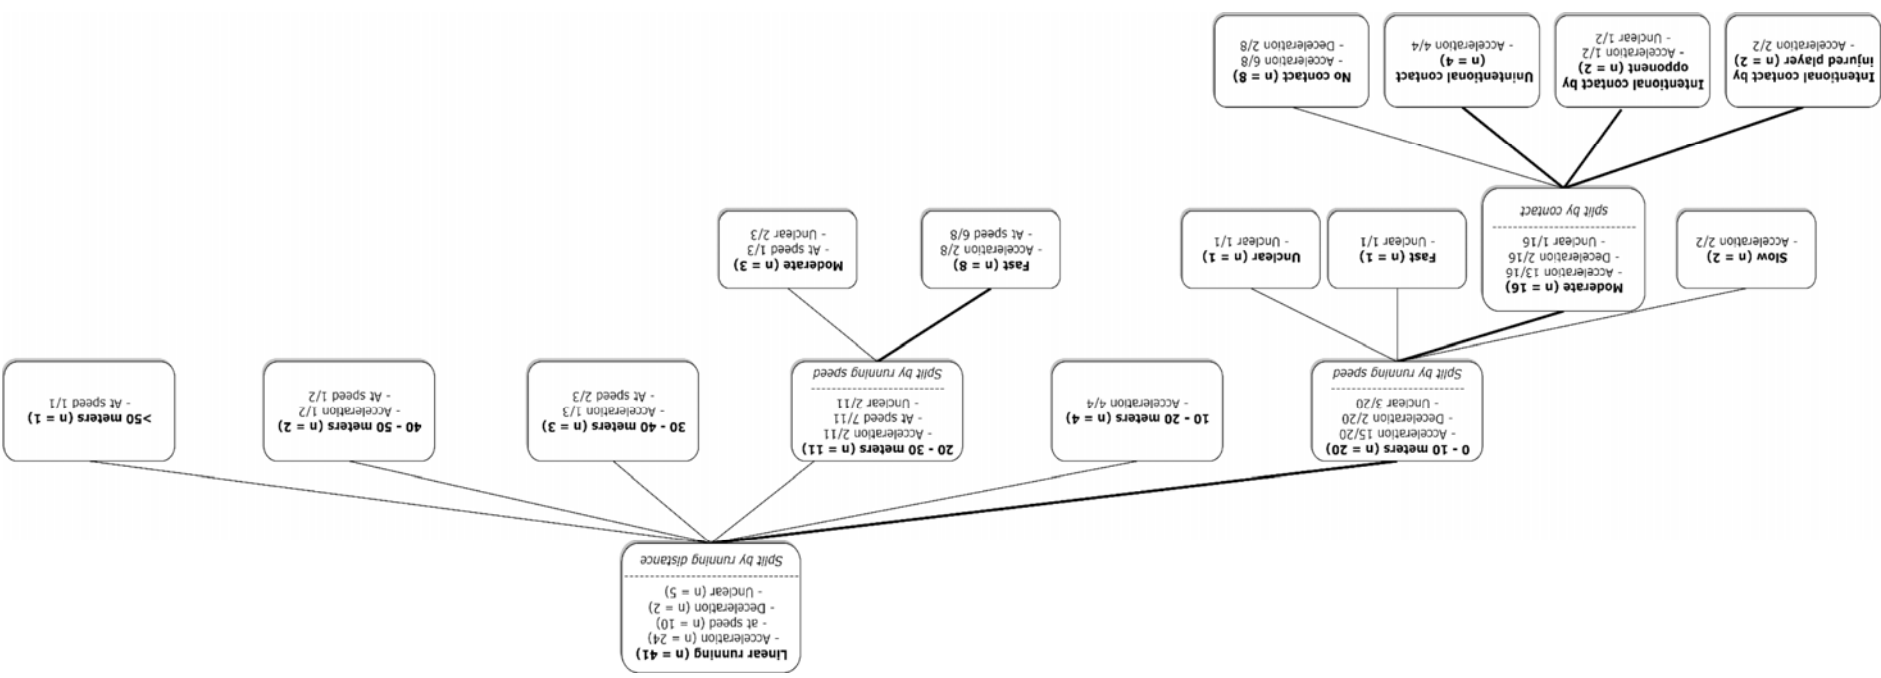 Linear running (n = 41)
- Acceleration (n = 24)
- at speed (n = 10)
- Deceleration (n = 2)
- Unclear (n = 5)
Split by running distance
0 - 10 meters (n = 20)
- Acceleration 15/20
- Deceleration 2/20
- Unclear 3/20
Split by running speed
10 - 20 meters (n = 4)
- Acceleration 4/4
20 - 30 meters (n = 11)
- Acceleration 2/11
- At speed 7/11
- Unclear 2/11
Split by running speed
30 - 40 meters (n = 3)
- Acceleration 1/3
- At speed 2/3
40 - 50 meters (n = 2)
- Acceleration 1/2
- At speed 1/2
>50 meters (n = 1)
- At speed 1/1
Slow (n = 2)
- Acceleration 2/2
Moderate (n = 16)
- Acceleration 13/16
- Deceleration 2/16
- Unclear 1/16
split by contact
Fast (n = 1)
- Unclear 1/1
Unclear (n = 1)
- Unclear 1/1
Fast (n = 8)
- Acceleration 2/8
- At speed 6/8
Moderate (n = 3)
- At speed 1/3
- Unclear 2/3
Intentional contact by
injured player (n = 2)
- Acceleration 2/2
Intentional contact by
opponent (n = 2)
- Acceleration 1/2
- Unclear 1/2
Unintentional contact
(n = 4)
- Acceleration 4/4
No contact (n = 8)
- Acceleration 6/8
- Deceleration 2/8